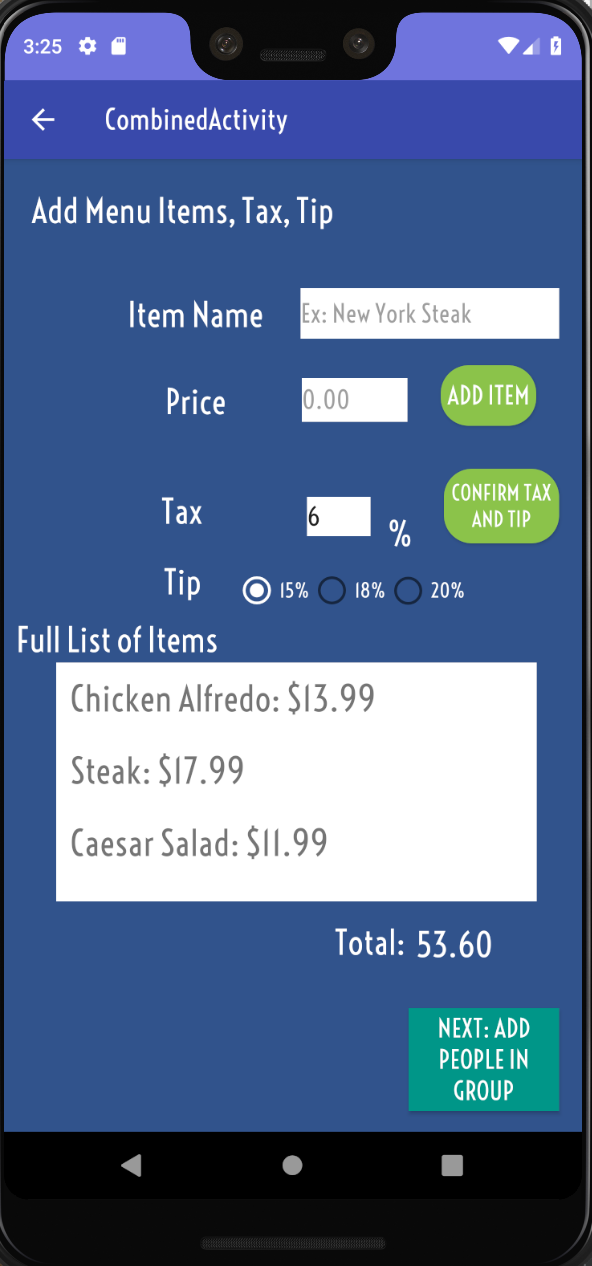 3:25
CombinedActivity
Add Menu Items, Tax, Tip
Item Name
Ex: New York Steak
Price
0.00
ADD ITEM
Tax
6
%
CONFIRM TAX
AND TIP
Tip
15%
18%
20%
Full List of Items
Chicken Alfredo: $13.99
Steak: $17.99
Caesar Salad: $11.99
Total: 53.60
NEXT: ADD
PEOPLE IN
GROUP